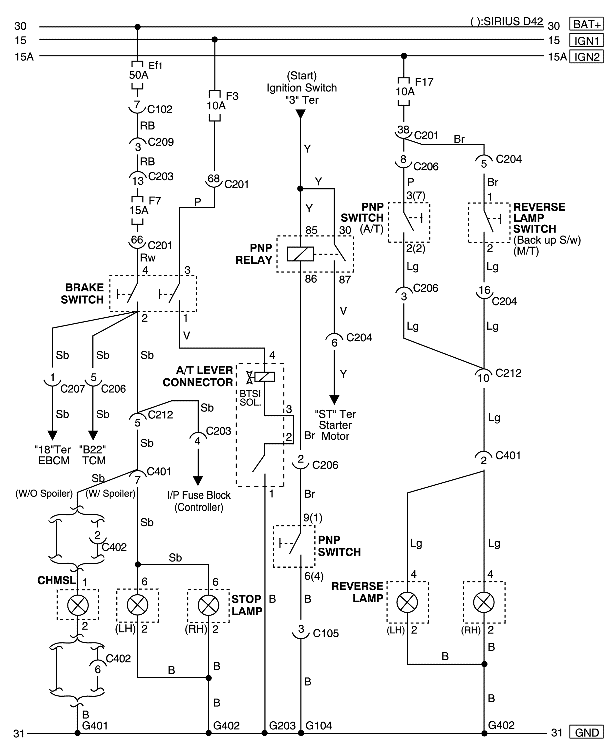 ( ):SIRIUS D42
30 30 BAT+
15 15 IGN1
15A 15A IGN2
Ef1
50A
F3
10A
(Start)
Ignition Switch
"3" Ter
F17
10A
7 C102
RB
3 C209
RB
13 C203
F7
15A
66 C201
Rw
68 C201
P
Y
Y
Y
38 C201
Br
8 C206
5 C204
P
Br
PNP
SWITCH
(A/T)
3(7)
2(2)
1
2
REVERSE
LAMP
SWITCH
(Back up S/w)
(M/T)
85 30
PNP
RELAY
86 87
4 3
BRAKE
SWITCH
2 1
V
V
Lg
Lg
3 C206
16 C204
Lg
Lg
6 C204
Y
"ST" Ter
Starter
Motor
Sb
Sb
Sb
1 C207
5 C206
Sb
Sb
"18"Ter
EBCM
"B22"
TCM
A/T LEVER
CONNECTOR
4
BTSI
SOL.
3
2
1
10 C212
Lg
5 C212
Sb
4 C203
Sb
I/P Fuse Block
(Controller)
Br
2 C206
Br
2 C401
7 C401
Sb
(W/O Spoiler) (W/ Spoiler)
Sb
2
C402
9(1)
PNP
SWITCH
6(4)
Lg
Lg
Sb
CHMSL 1
2
6
(LH) 2
6
(RH) 2
STOP
LAMP
B
B
3 C105
B
REVERSE
LAMP
4
(LH) 2
4
(RH) 2
C402
6
B
B
B
B
B
B
B
31 G401 G402 G203 G104 G402 31 GND